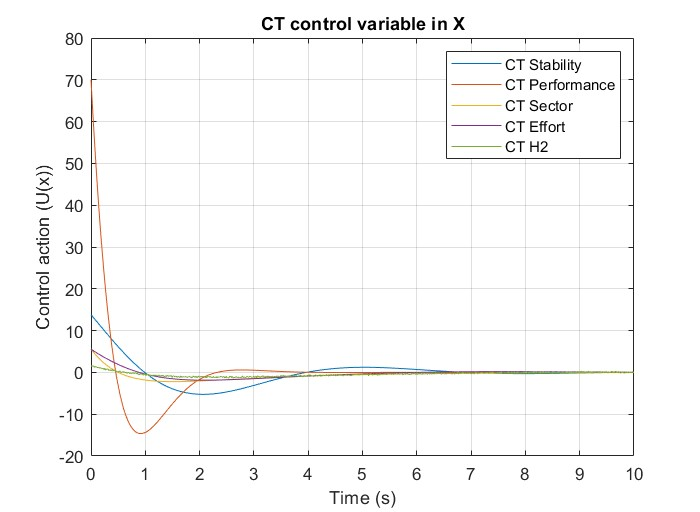 CT control variable in X
80
70
60
50
40
30
20
10
0
-10
-20
Control action (U(x))
CT Stability
CT Performance
CT Sector
CT Effort
CT H2
0 1 2 3 4 5 6 7 8 9 10
Time (s)